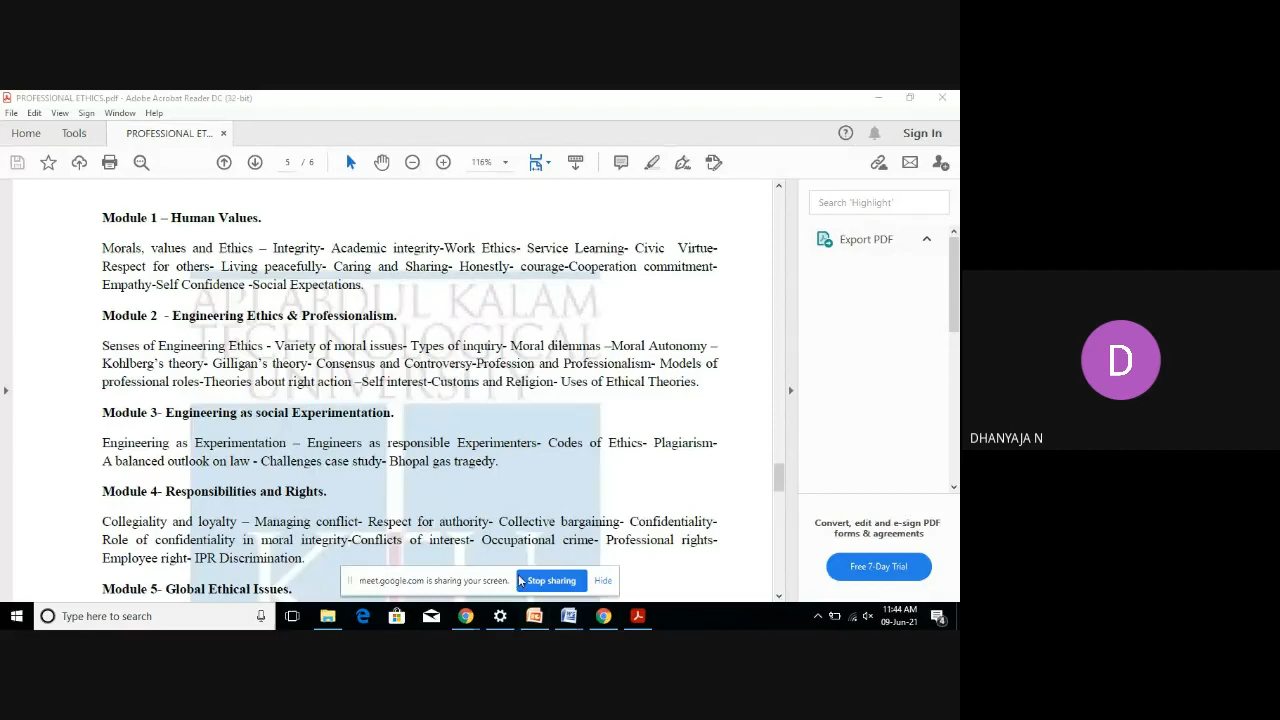 PROFESSIONAL ETHICS.pdf - Adobe Acrobat Reader DC (32-bit)
File Edit View Sign Window Help
Home Tools PROFESSIONAL ET... × Sign In
5 / 6 116%
Module 1 – Human Values.
Morals, values and Ethics – Integrity- Academic integrity-Work Ethics- Service Learning- Civic Virtue-
Respect for others- Living peacefully- Caring and Sharing- Honestly- courage-Cooperation commitment-
Empathy-Self Confidence -Social Expectations.
API ABDUL KALAM
TECHNOLOGICAL
UNIVERSITY
Module 2 - Engineering Ethics & Professionalism.
Senses of Engineering Ethics - Variety of moral issues- Types of inquiry- Moral dilemmas –Moral Autonomy –
Kohlberg's theory- Gilligan's theory- Consensus and Controversy-Profession and Professionalism- Models of
professional roles-Theories about right action –Self interest-Customs and Religion- Uses of Ethical Theories.
Module 3- Engineering as social Experimentation.
Engineering as Experimentation – Engineers as responsible Experimenters- Codes of Ethics- Plagiarism-
A balanced outlook on law - Challenges case study- Bhopal gas tragedy.
Module 4- Responsibilities and Rights.
Collegiality and loyalty – Managing conflict- Respect for authority- Collective bargaining- Confidentiality-
Role of confidentiality in moral integrity-Conflicts of interest- Occupational crime- Professional rights-
Employee right- IPR Discrimination.
Module 5- Global Ethical Issues.
meet.google.com is sharing your screen. Stop sharing Hide
Search 'Highlight'
Export PDF
Convert, edit and e-sign PDF
forms & agreements
Free 7-Day Trial
Type here to search
11:44 AM
09-Jun-21
4
D
DHANYAJA N